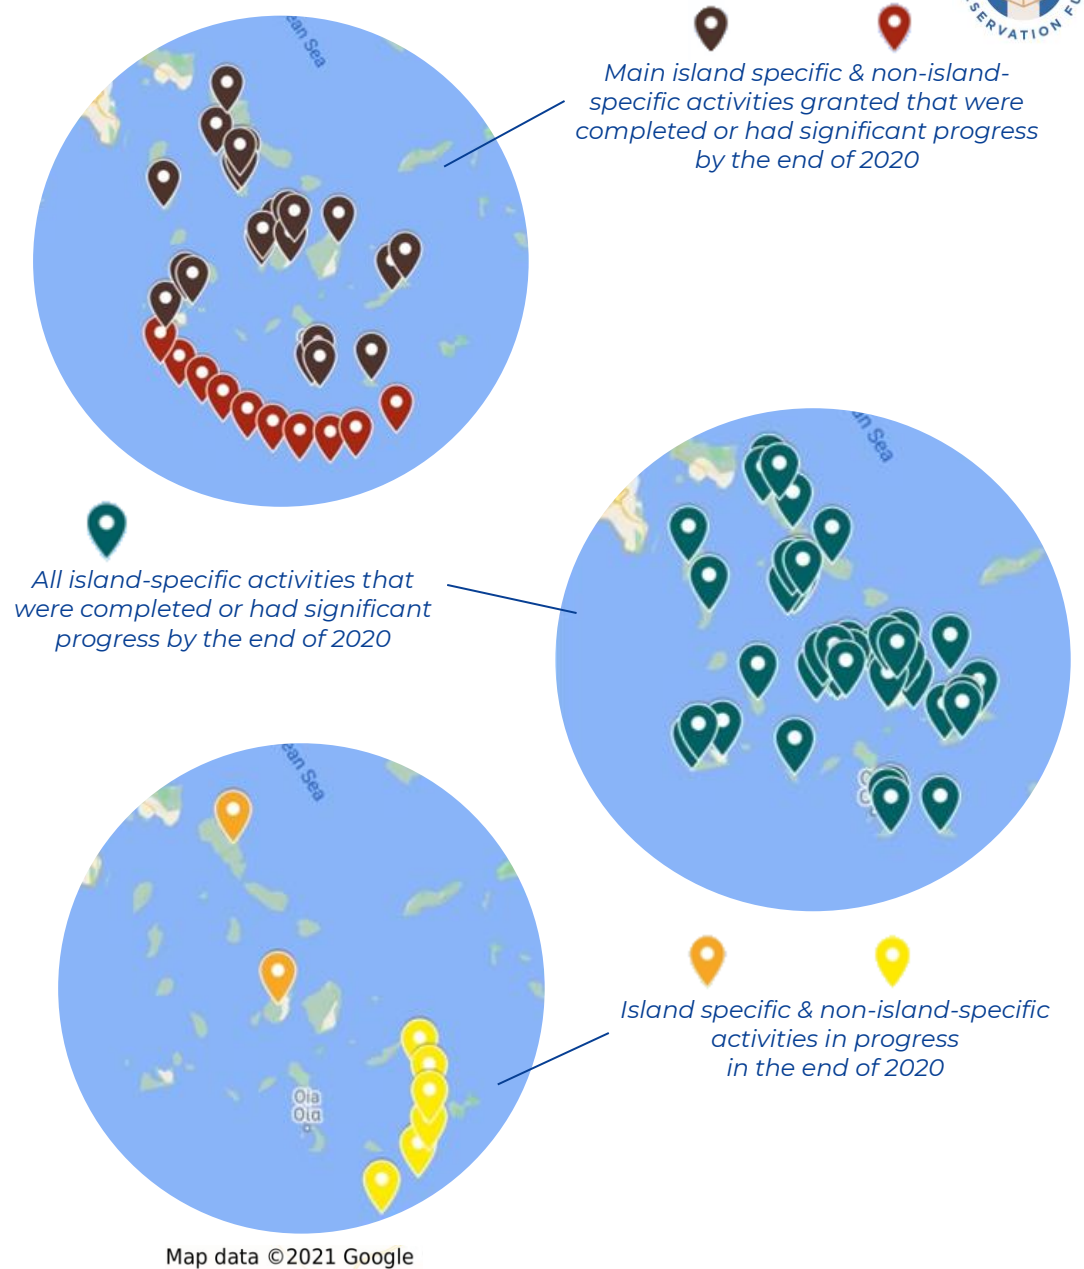 ean Sea
Main island specific & non-island-
specific activities granted that were
completed or had significant progress
by the end of 2020
an Sea
All island-specific activities that
were completed or had significant
progress by the end of 2020
ean Sea
Island specific & non-island-specific
activities in progress
in the end of 2020
Oia
Οία
Map data ©2021 Google